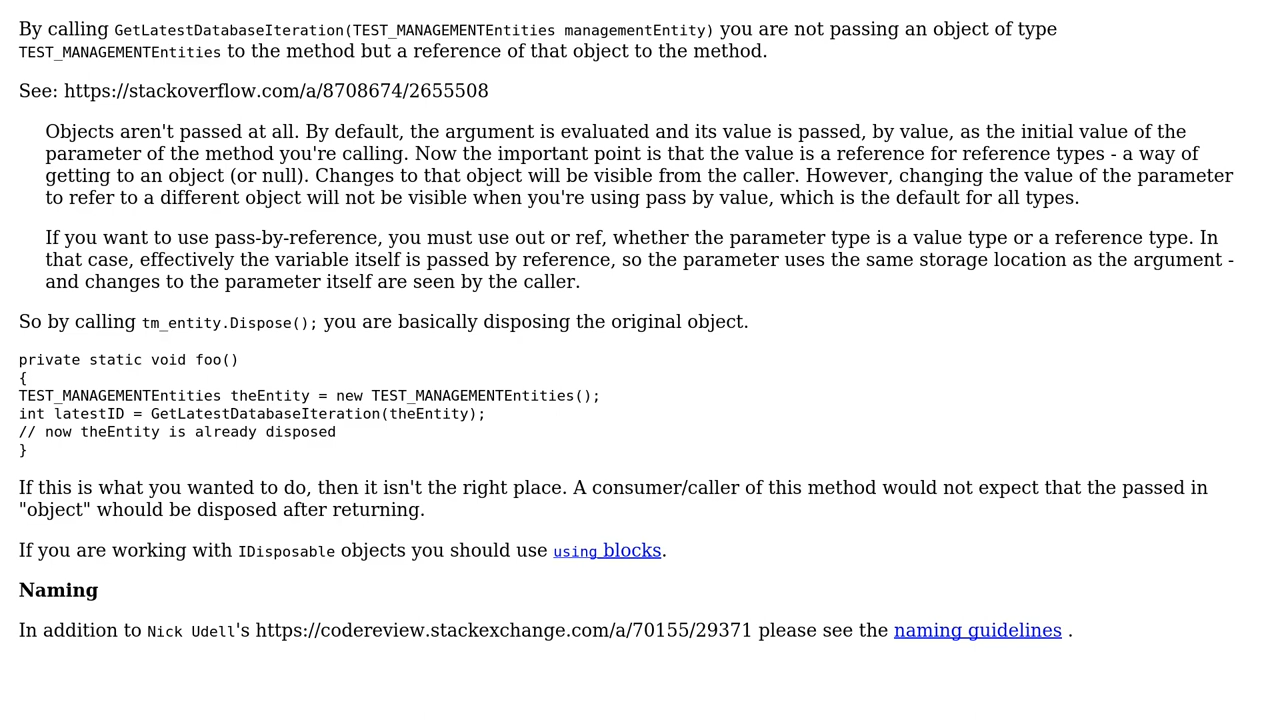 By calling GetLatestDatabaseIteration(TEST_MANAGEMENTEntities managementEntity) you are not passing an object of type
TEST_MANAGEMENTEntities to the method but a reference of that object to the method.
See: https://stackoverflow.com/a/8708674/2655508
Objects aren't passed at all. By default, the argument is evaluated and its value is passed, by value, as the initial value of the
parameter of the method you're calling. Now the important point is that the value is a reference for reference types - a way of
getting to an object (or null). Changes to that object will be visible from the caller. However, changing the value of the parameter
to refer to a different object will not be visible when you're using pass by value, which is the default for all types.
If you want to use pass-by-reference, you must use out or ref, whether the parameter type is a value type or a reference type. In
that case, effectively the variable itself is passed by reference, so the parameter uses the same storage location as the argument -
and changes to the parameter itself are seen by the caller.
So by calling tm_entity.Dispose(); you are basically disposing the original object.
private static void foo()
{
TEST_MANAGEMENTEntities theEntity = new TEST_MANAGEMENTEntities();
int latestID = GetLatestDatabaseIteration(theEntity);
// now theEntity is already disposed
}
If this is what you wanted to do, then it isn't the right place. A consumer/caller of this method would not expect that the passed in
"object" whould be disposed after returning.
If you are working with IDisposable objects you should use using blocks.
Naming
In addition to Nick Udell's https://codereview.stackexchange.com/a/70155/29371 please see the naming guidelines .